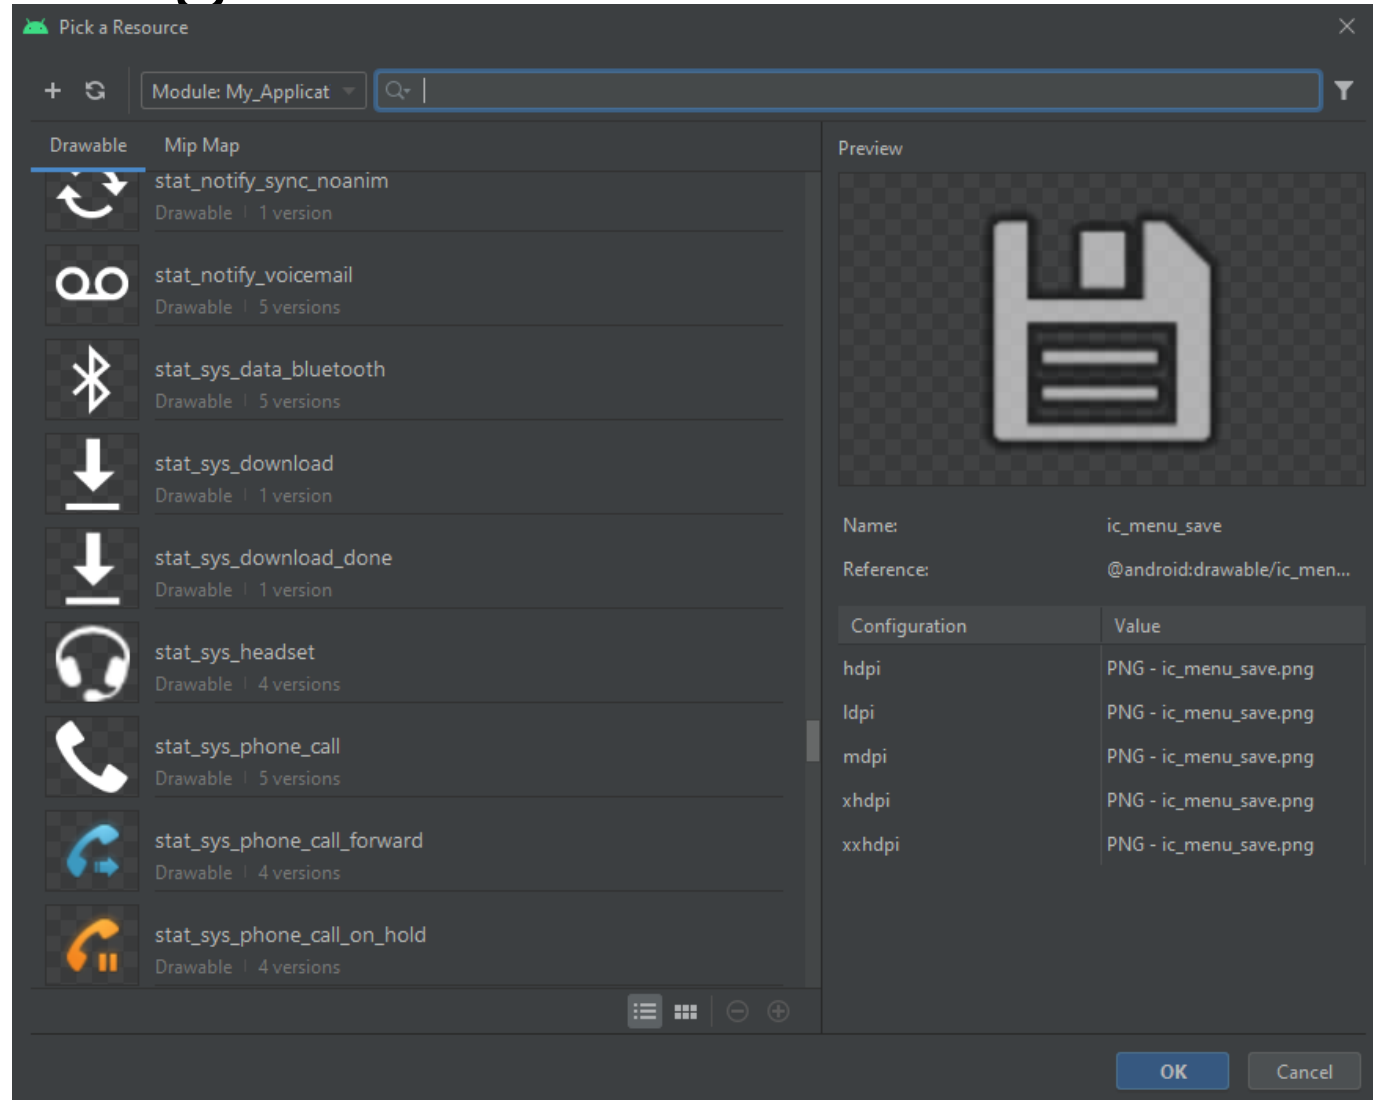 Pick a Resource
Module: My_Applicat
Drawable Mip Map
stat_notify_sync_noanim
Drawable | 1 version
stat_notify_voicemail
Drawable | 5 versions
stat_sys_data_bluetooth
Drawable | 5 versions
stat_sys_download
Drawable | 1 version
stat_sys_download_done
Drawable | 1 version
stat_sys_headset
Drawable | 4 versions
stat_sys_phone_call
Drawable | 5 versions
stat_sys_phone_call_forward
Drawable | 4 versions
stat_sys_phone_call_on_hold
Drawable | 4 versions
Preview
Name: ic_menu_save
Reference: @android:drawable/ic_men...
Configuration Value
hdpi PNG - ic_menu_save.png
ldpi PNG - ic_menu_save.png
mdpi PNG - ic_menu_save.png
xhdpi PNG - ic_menu_save.png
xxhdpi PNG - ic_menu_save.png
OK Cancel